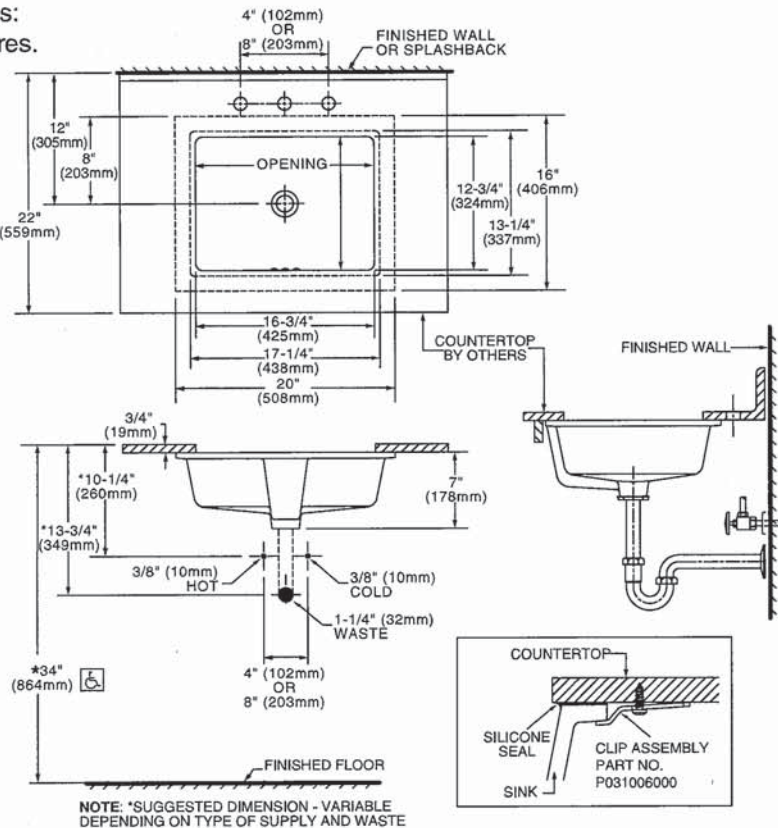 s:
res.
4" (102mm)
OR
8" (203mm)
FINISHED WALL
OR SPLASHBACK
12"
(305mm)
8"
(203mm)
22"
(559mm)
OPENING
12-3/4"
(324mm)
13-1/4"
(337mm)
16"
(406mm)
16-3/4"
(425mm)
17-1/4"
(438mm)
20"
(508mm)
COUNTERTOP
BY OTHERS
FINISHED WALL
3/4"
(19mm)
*10-1/4"
(260mm)
*13-3/4"
(349mm)
7"
(178mm)
3/8" (10mm)
HOT
3/8" (10mm)
COLD
1-1/4" (32mm)
WASTE
*34"
(864mm)
4" (102mm)
OR
8" (203mm)
FINISHED FLOOR
COUNTERTOP
SILICONE
SEAL
SINK
CLIP ASSEMBLY
PART NO.
P031006000
NOTE: *SUGGESTED DIMENSION - VARIABLE
DEPENDING ON TYPE OF SUPPLY AND WASTE